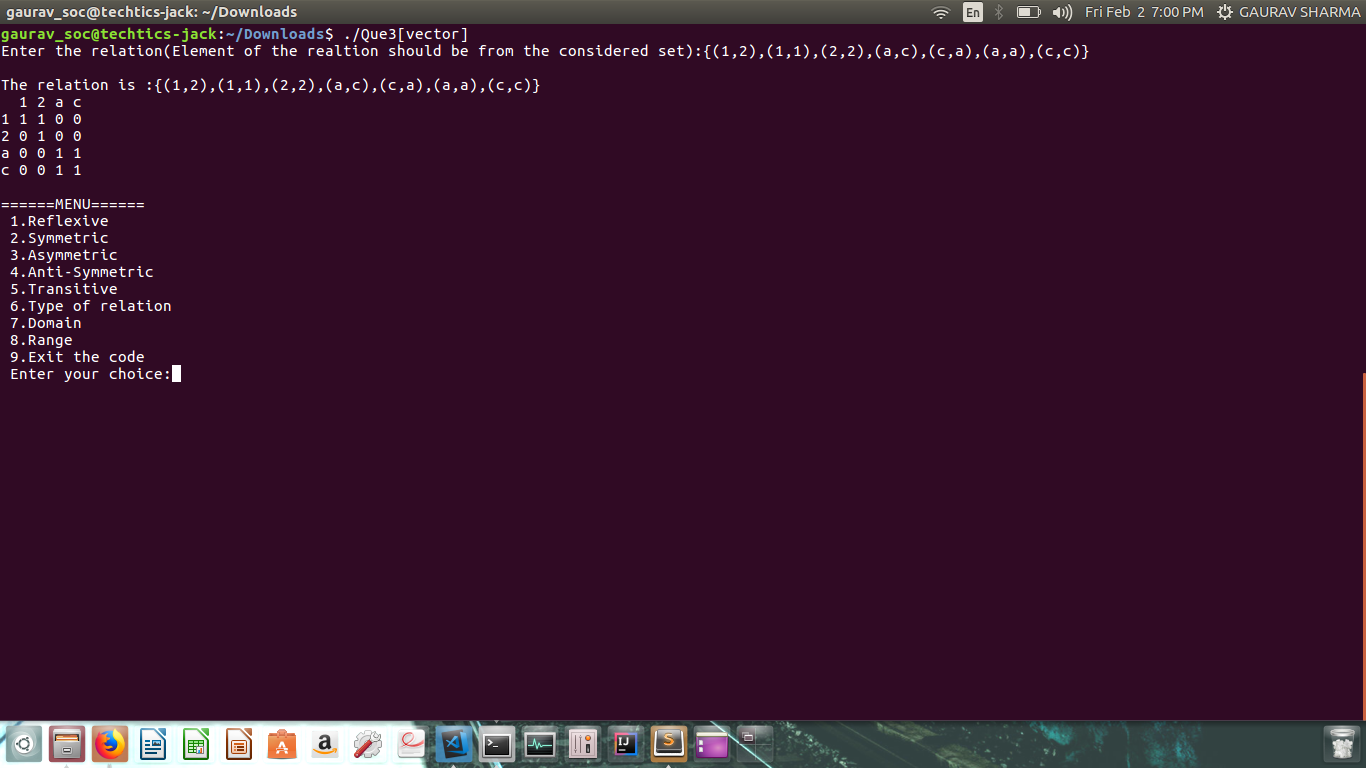 gaurav_soc@techtics-jack: ~/Downloads
En
Fri Feb 2 7:00 PM
GAURAV SHARMA
gaurav_soc@techtics-jack:~/Downloads$ ./Que3[vector]
Enter the relation(Element of the realtion should be from the considered set):{(1,2),(1,1),(2,2),(a,c),(c,a),(a,a),(c,c)}
The relation is :{(1,2),(1,1),(2,2),(a,c),(c,a),(a,a),(c,c)}
  1 2 a c
1 1 1 0 0
2 0 1 0 0
a 0 0 1 1
c 0 0 1 1
======MENU======
 1.Reflexive
 2.Symmetric
 3.Asymmetric
 4.Anti-Symmetric
 5.Transitive
 6.Type of relation
 7.Domain
 8.Range
 9.Exit the code
 Enter your choice: